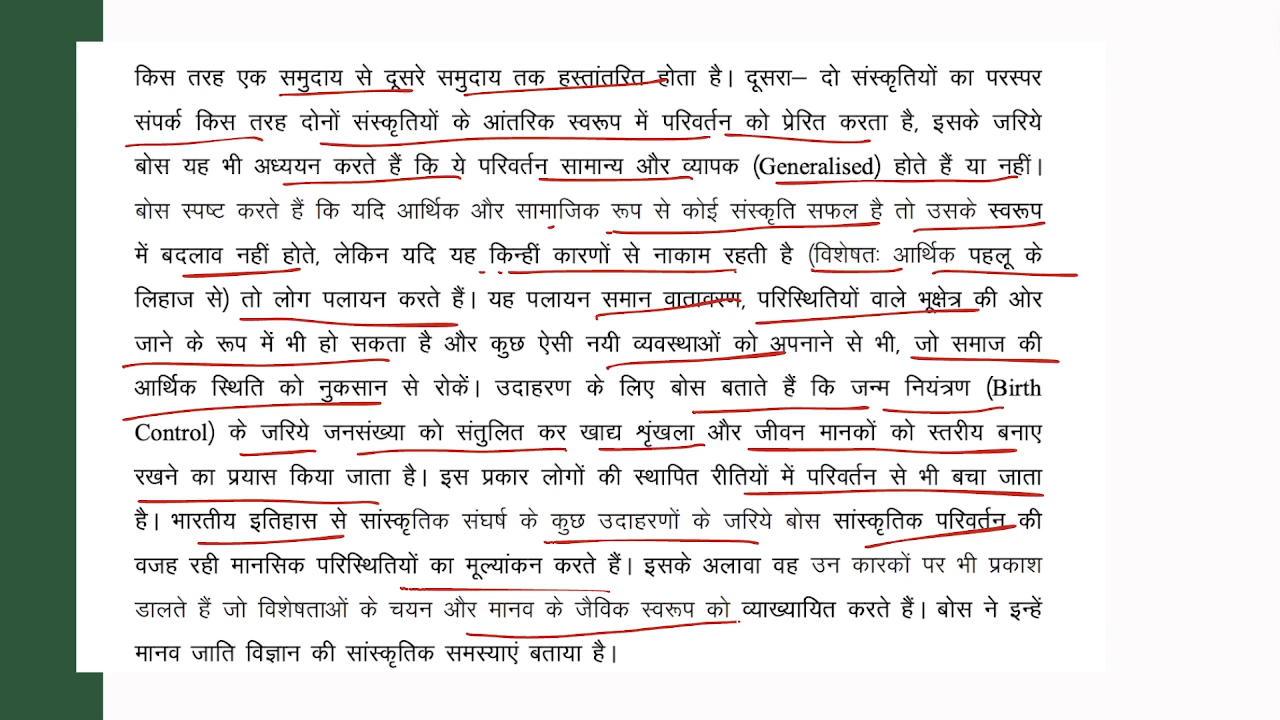 किस तरह एक समुदाय से दूसरे समुदाय तक हस्तांतरित होता है। दूसरा– दो संस्कृतियों का परस्पर
संपर्क किस तरह दोनों संस्कृतियों के आंतरिक स्वरूप में परिवर्तन को प्रेरित करता है, इसके जरिये
बोस यह भी अध्ययन करते हैं कि ये परिवर्तन सामान्य और व्यापक (Generalised) होते हैं या नहीं।
बोस स्पष्ट करते हैं कि यदि आर्थिक और सामाजिक रूप से कोई संस्कृति सफल है तो उसके स्वरूप
में बदलाव नहीं होते, लेकिन यदि यह किन्हीं कारणों से नाकाम रहती है (विशेषतः आर्थिक पहलू के
लिहाज से) तो लोग पलायन करते हैं। यह पलायन समान वातावरण, परिस्थितियों वाले भूक्षेत्र की ओर
जाने के रूप में भी हो सकता है और कुछ ऐसी नयी व्यवस्थाओं को अपनाने से भी, जो समाज की
आर्थिक स्थिति को नुकसान से रोकें। उदाहरण के लिए बोस बताते हैं कि जन्म नियंत्रण (Birth
Control) के जरिये जनसंख्या को संतुलित कर खाद्य शृंखला और जीवन मानकों को स्तरीय बनाए
रखने का प्रयास किया जाता है। इस प्रकार लोगों की स्थापित रीतियों में परिवर्तन से भी बचा जाता
है। भारतीय इतिहास से सांस्कृतिक संघर्ष के कुछ उदाहरणों के जरिये बोस सांस्कृतिक परिवर्तन की
वजह रही मानसिक परिस्थितियों का मूल्यांकन करते हैं। इसके अलावा वह उन कारकों पर भी प्रकाश
डालते हैं जो विशेषताओं के चयन और मानव के जैविक स्वरूप को व्याख्यायित करते हैं। बोस ने इन्हें
मानव जाति विज्ञान की सांस्कृतिक समस्याएं बताया है।